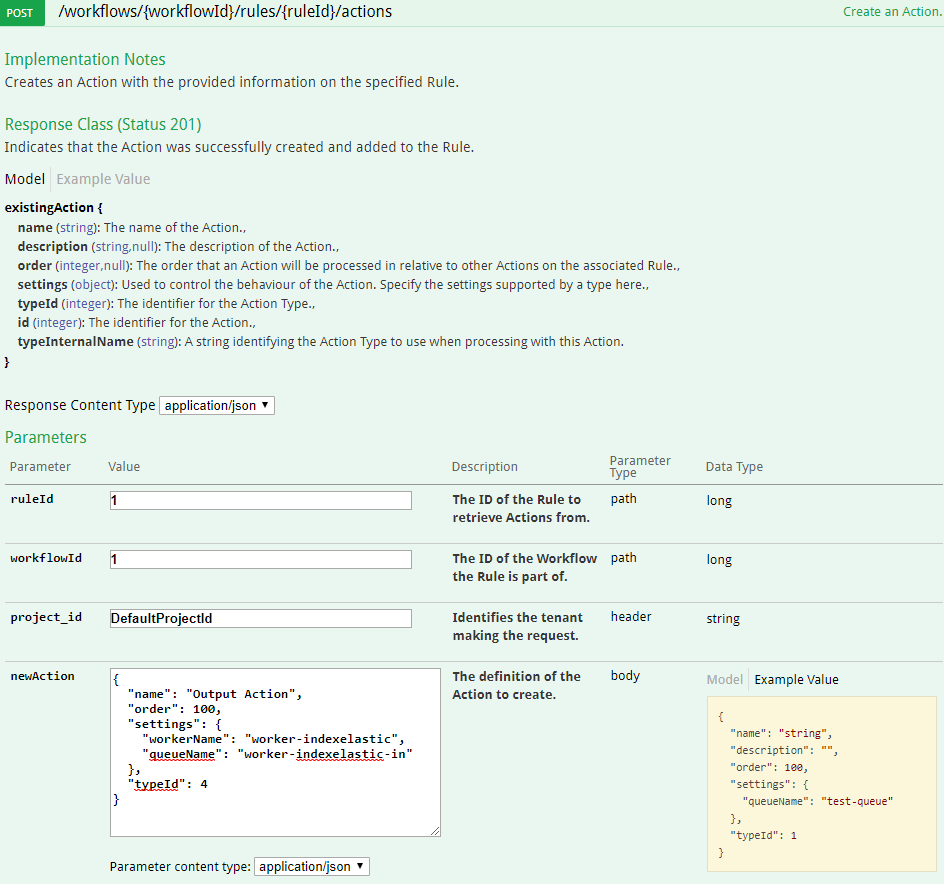 POST /workflows/{workflowId}/rules/{ruleId}/actions Create an Action.
Implementation Notes
Creates an Action with the provided information on the specified Rule.
Response Class (Status 201)
Indicates that the Action was successfully created and added to the Rule.
Model Example Value
existingAction {
name (string): The name of the Action.,
description (string,null): The description of the Action.,
order (integer,null): The order that an Action will be processed in relative to other Actions on the associated Rule.,
settings (object): Used to control the behaviour of the Action. Specify the settings supported by a type here.,
typeId (integer): The identifier for the Action Type.,
id (integer): The identifier for the Action.,
typeInternalName (string): A string identifying the Action Type to use when processing with this Action.
}
Response Content Type application/json
Parameters
Parameter Value Description Parameter Type Data Type
ruleId 1 The ID of the Rule to path long
retrieve Actions from.
workflowId 1 The ID of the Workflow path long
the Rule is part of.
project_id DefaultProjectId Identifies the tenant header string
making the request.
newAction The definition of the body
Action to create.
{
"name": "Output Action",
"order": 100,
"settings": {
"workerName": "worker-indexelastic",
"queueName": "worker-indexelastic-in"
},
"typeId": 4
}
Model Example Value
{
"name": "string",
"description": "",
"order": 100,
"settings": {
"queueName": "test-queue"
},
"typeId": 1
}
Parameter content type: application/json